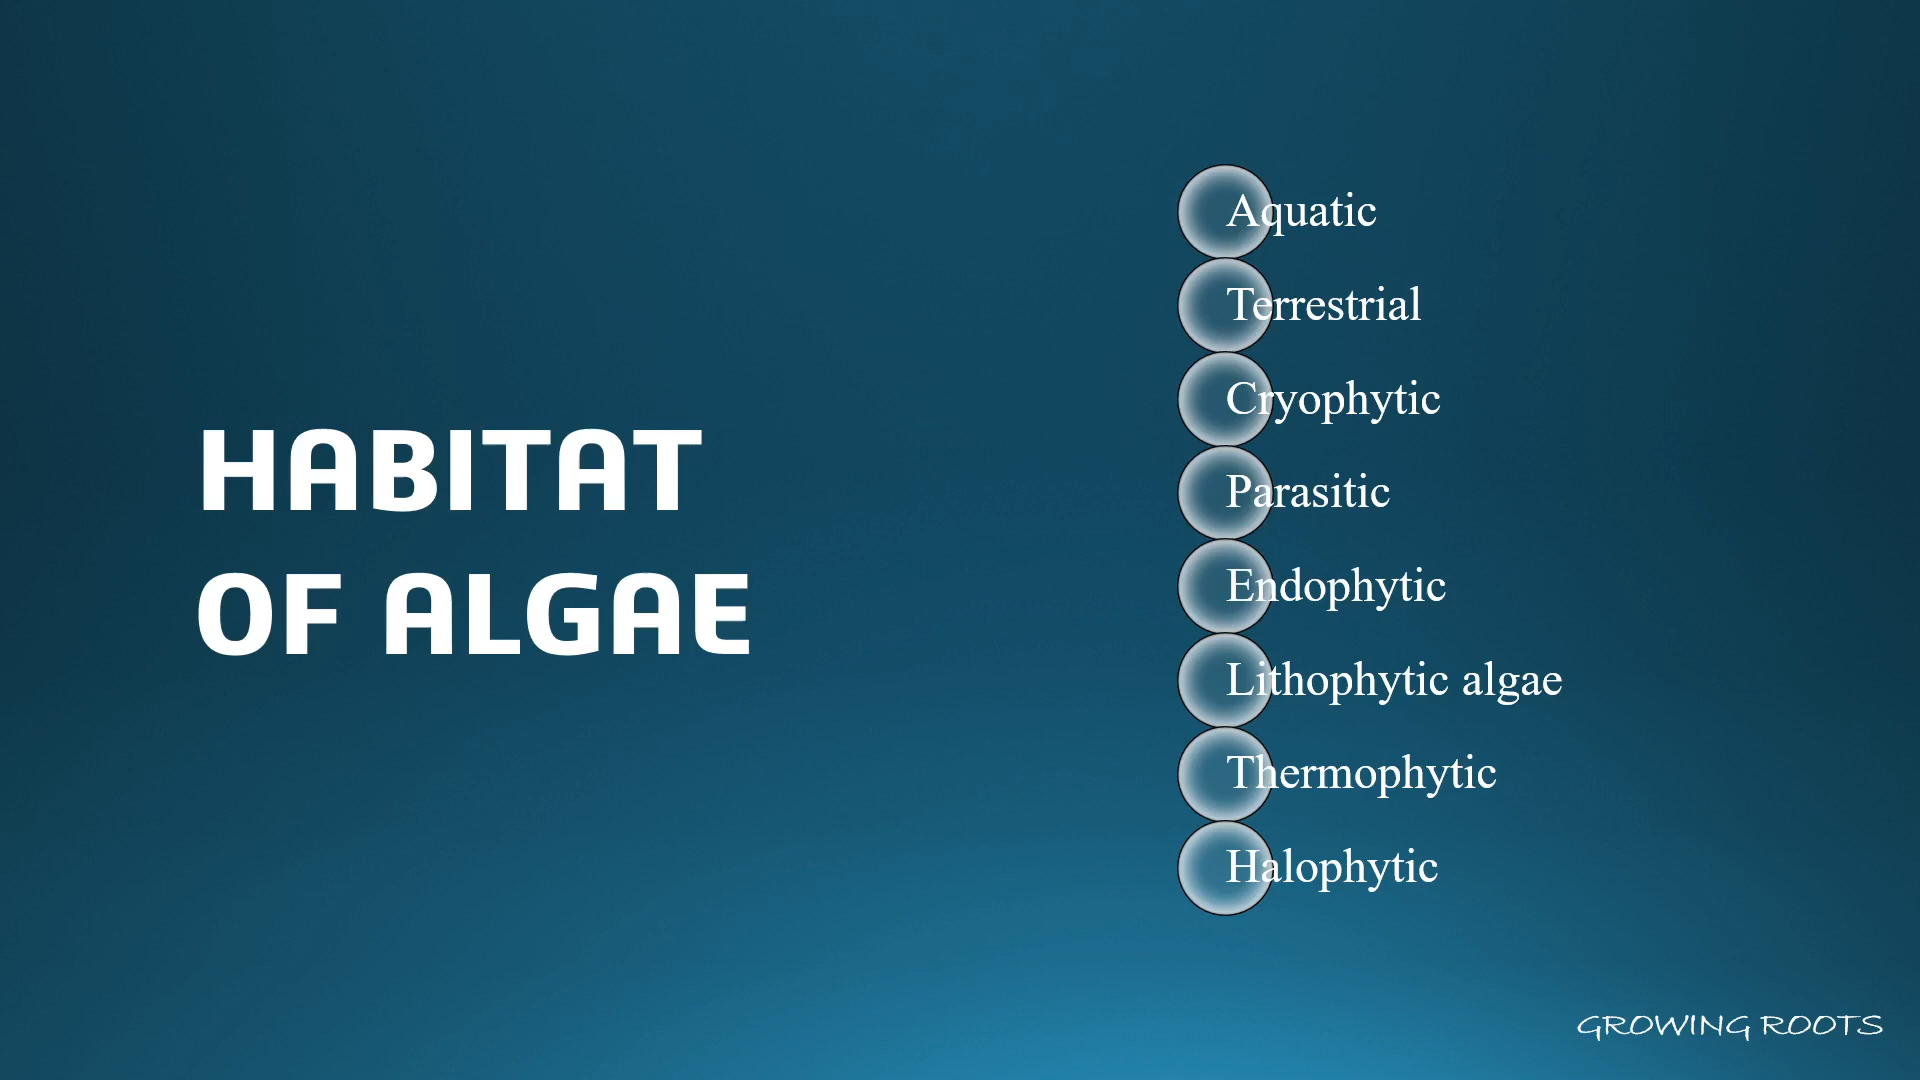 HABITAT
OF ALGAE
Aquatic
Terrestrial
Cryophytic
Parasitic
Endophytic
Lithophytic algae
Thermophytic
Halophytic
GROWING ROOTS